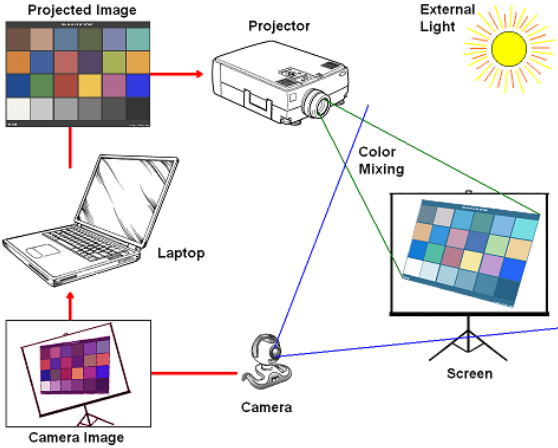 Projected Image
Projector
External
Light
Color
Mixing
Laptop
Screen
Camera
Camera Image